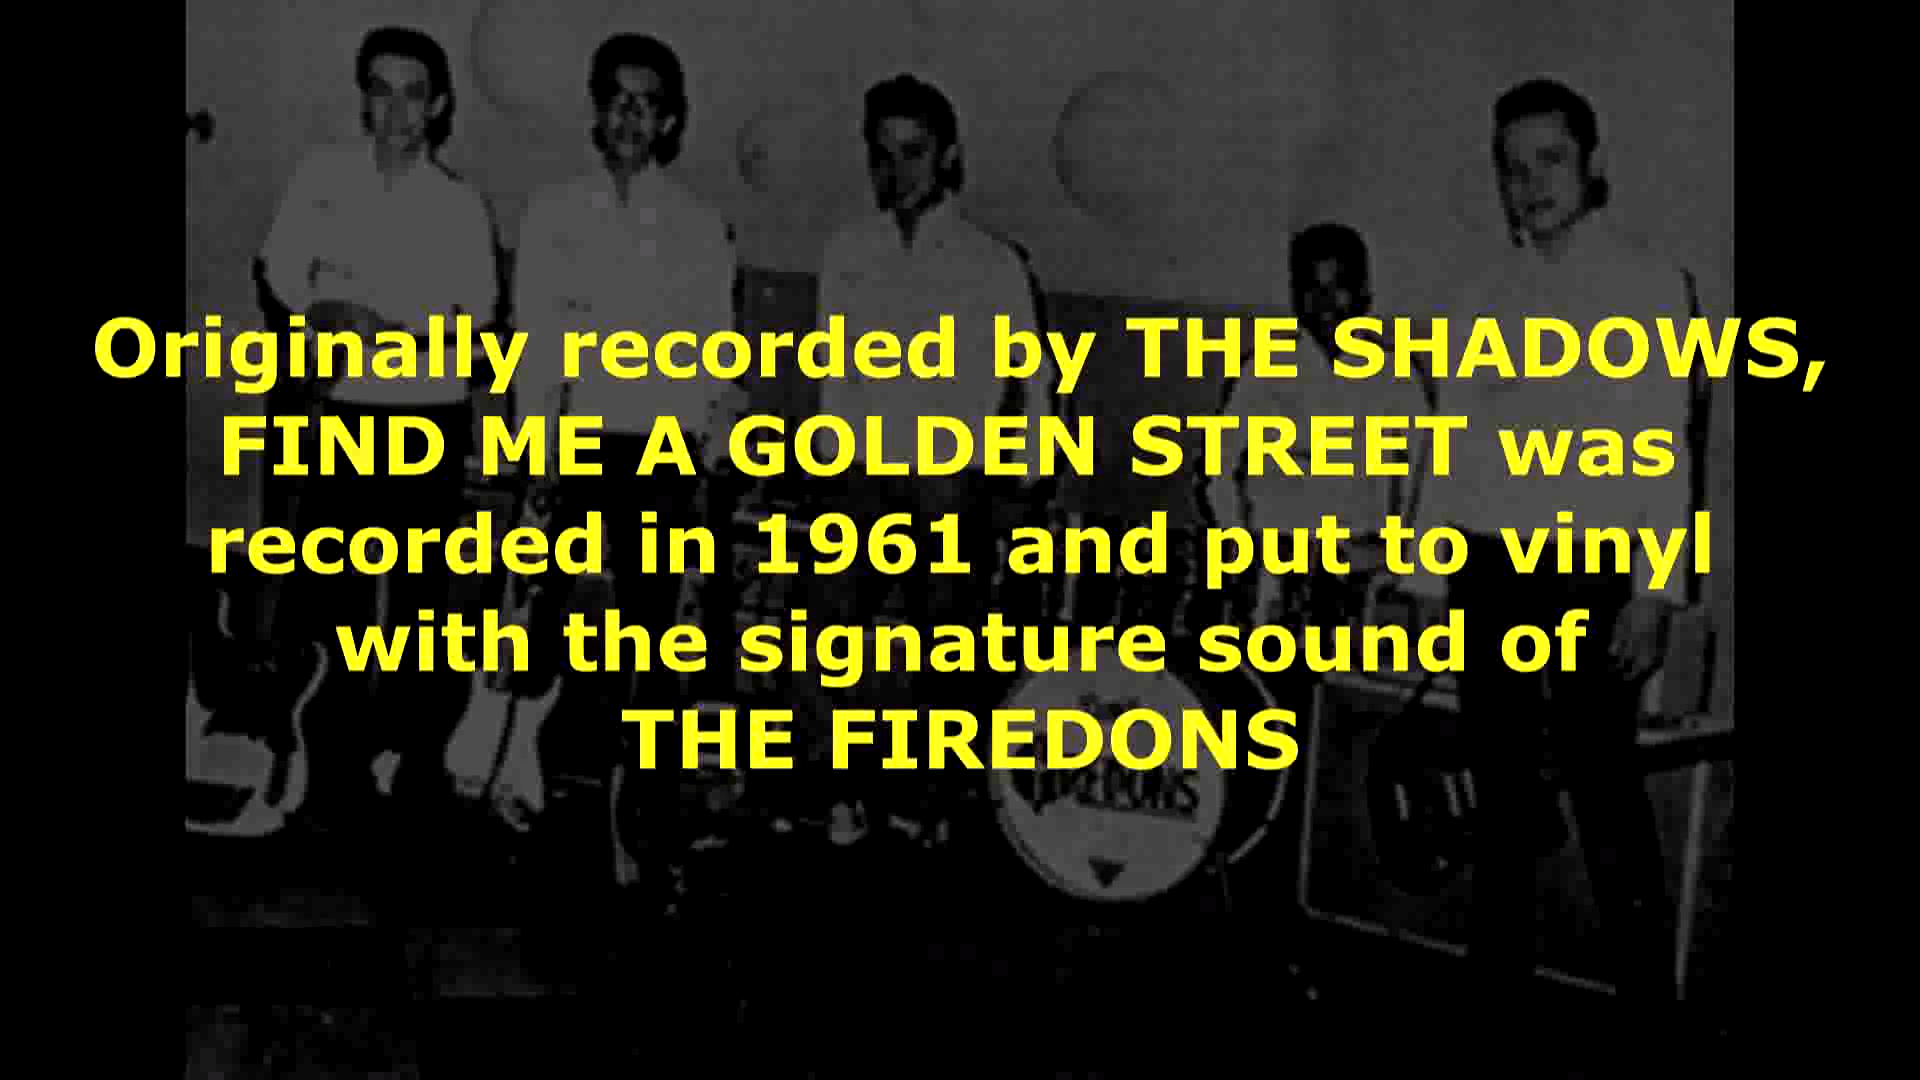 Originally recorded by THE SHADOWS,
FIND ME A GOLDEN STREET was
recorded in 1961 and put to vinyl
with the signature sound of
THE FIREDONS